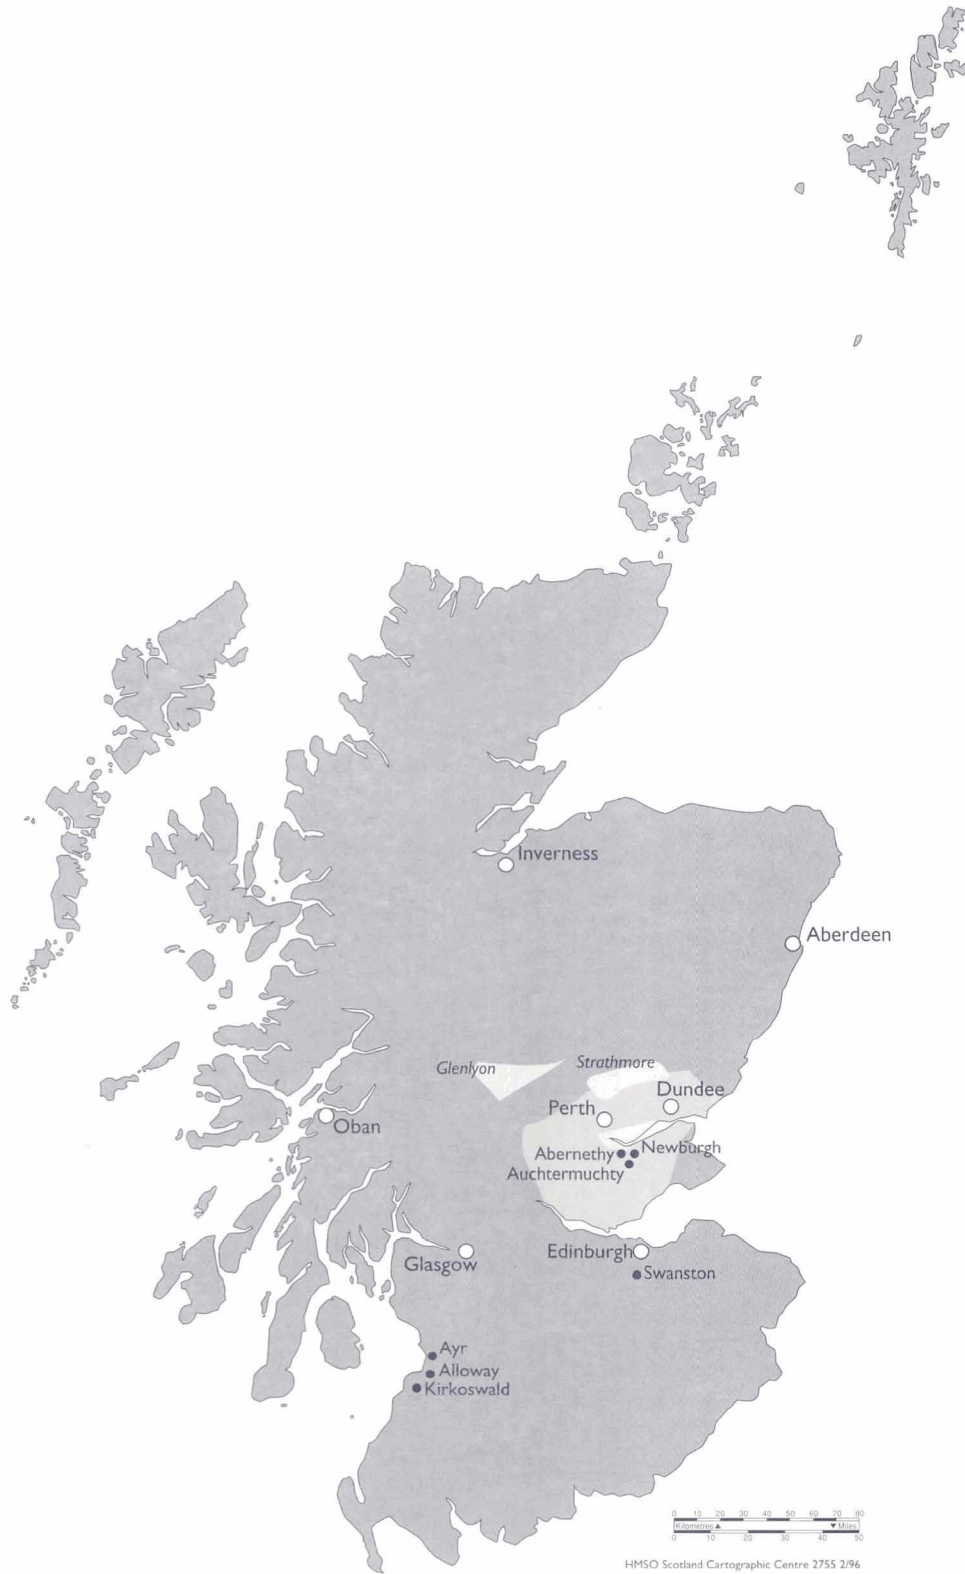 Inverness
Aberdeen
Glenlyon
Strathmore
Dundee
Perth
Oban
Abernethy
Newburgh
Auchtermuchty
Glasgow
Edinburgh
Swanston
Ayr
Alloway
Kirkoswald
0 10 20 30 40 50 60 70 80
Kilometres ▲ ▼ Miles
0 10 20 30 40 50
HMSO Scotland Cartographic Centre 2755 2/96